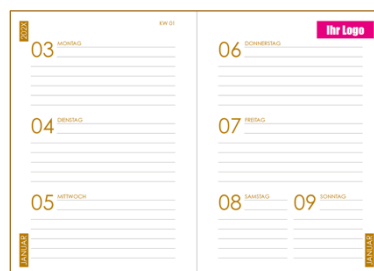 202X
KW 01
03 MONTAG
04 DIENSTAG
05 MITTWOCH
JANUAR
Ihr Logo
06 DONNERSTAG
07 FREITAG
08 SAMSTAG
09 SONNTAG
JANUAR